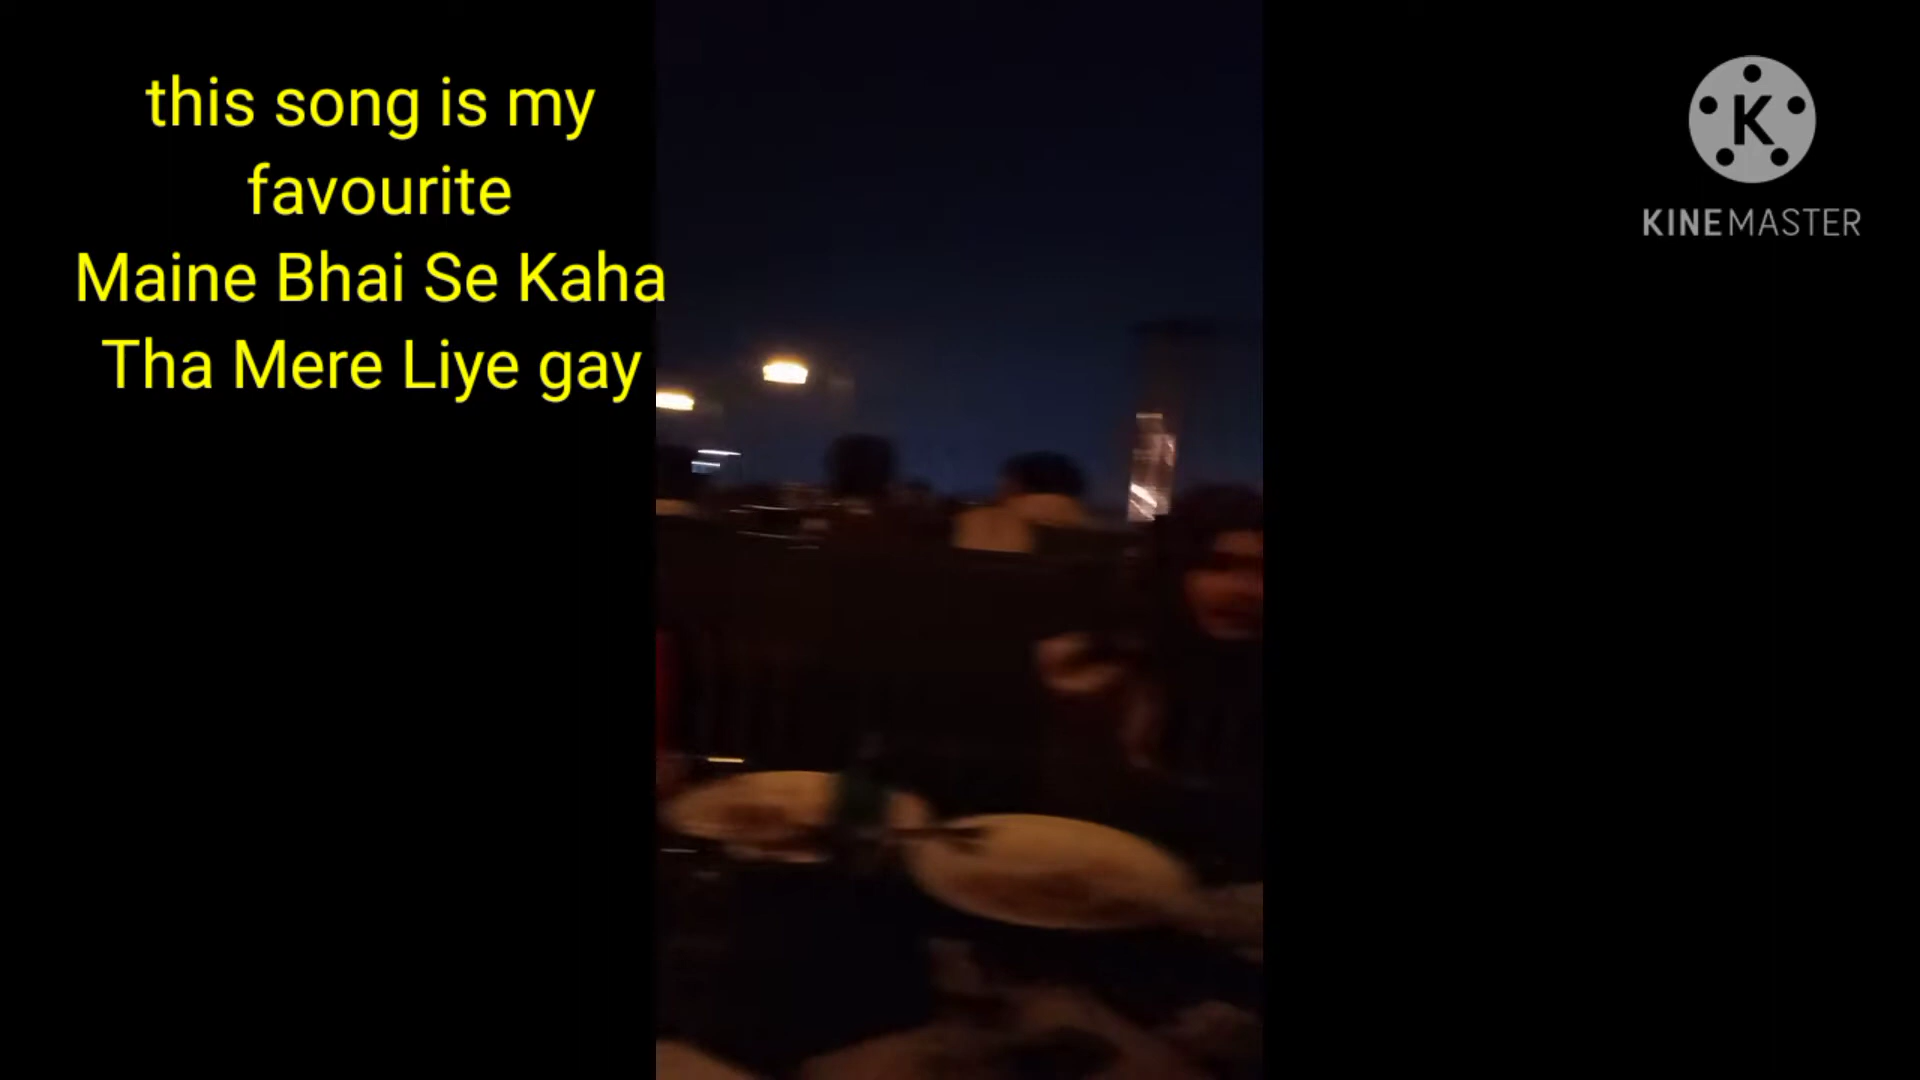 this song is my
favourite
Maine Bhai Se Kaha
Tha Mere Liye gay
K
KINEMASTER